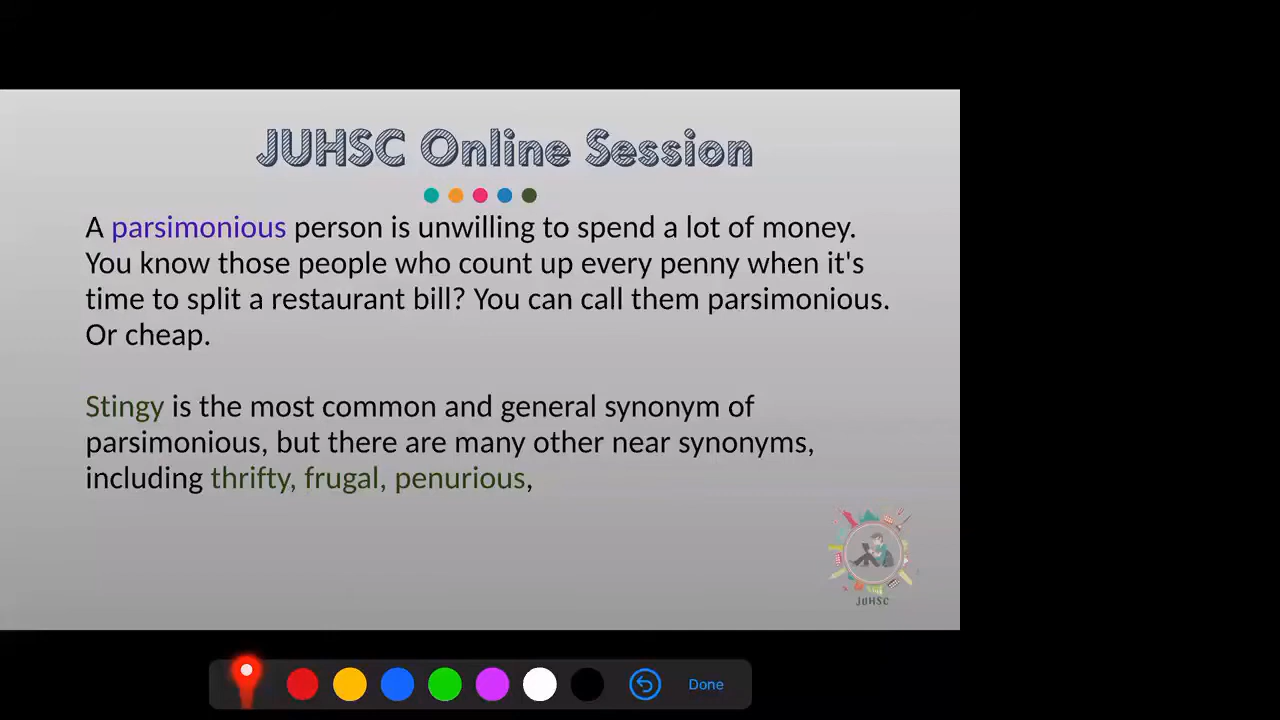 JUHSC Online Session
A parsimonious person is unwilling to spend a lot of money.
You know those people who count up every penny when it's
time to split a restaurant bill? You can call them parsimonious.
Or cheap.
Stingy is the most common and general synonym of
parsimonious, but there are many other near synonyms,
including thrifty, frugal, penurious,
JUHSC
Done